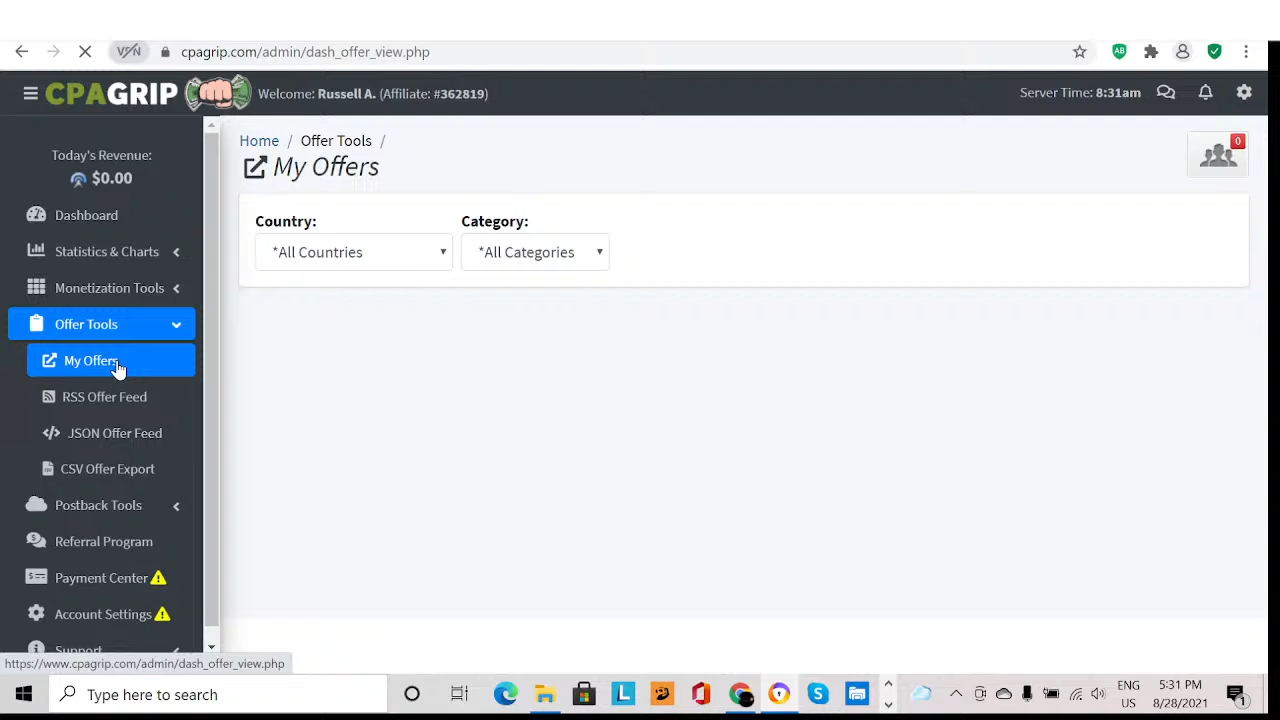 VPN
cpagrip.com/admin/dash_offer_view.php
AB
CPAGRIP
Welcome: Russell A. (Affiliate: #362819)
Server Time: 8:31am
Today's Revenue:
$0.00
Home / Offer Tools /
My Offers
0
Dashboard
Country:
Category:
Statistics & Charts
*All Countries
*All Categories
Monetization Tools
Offer Tools
My Offers
RSS Offer Feed
JSON Offer Feed
CSV Offer Export
Postback Tools
Referral Program
Payment Center
Account Settings
Support
https://www.cpagrip.com/admin/dash_offer_view.php
Type here to search
L
S
ENG
US
5:31 PM
8/28/2021
1